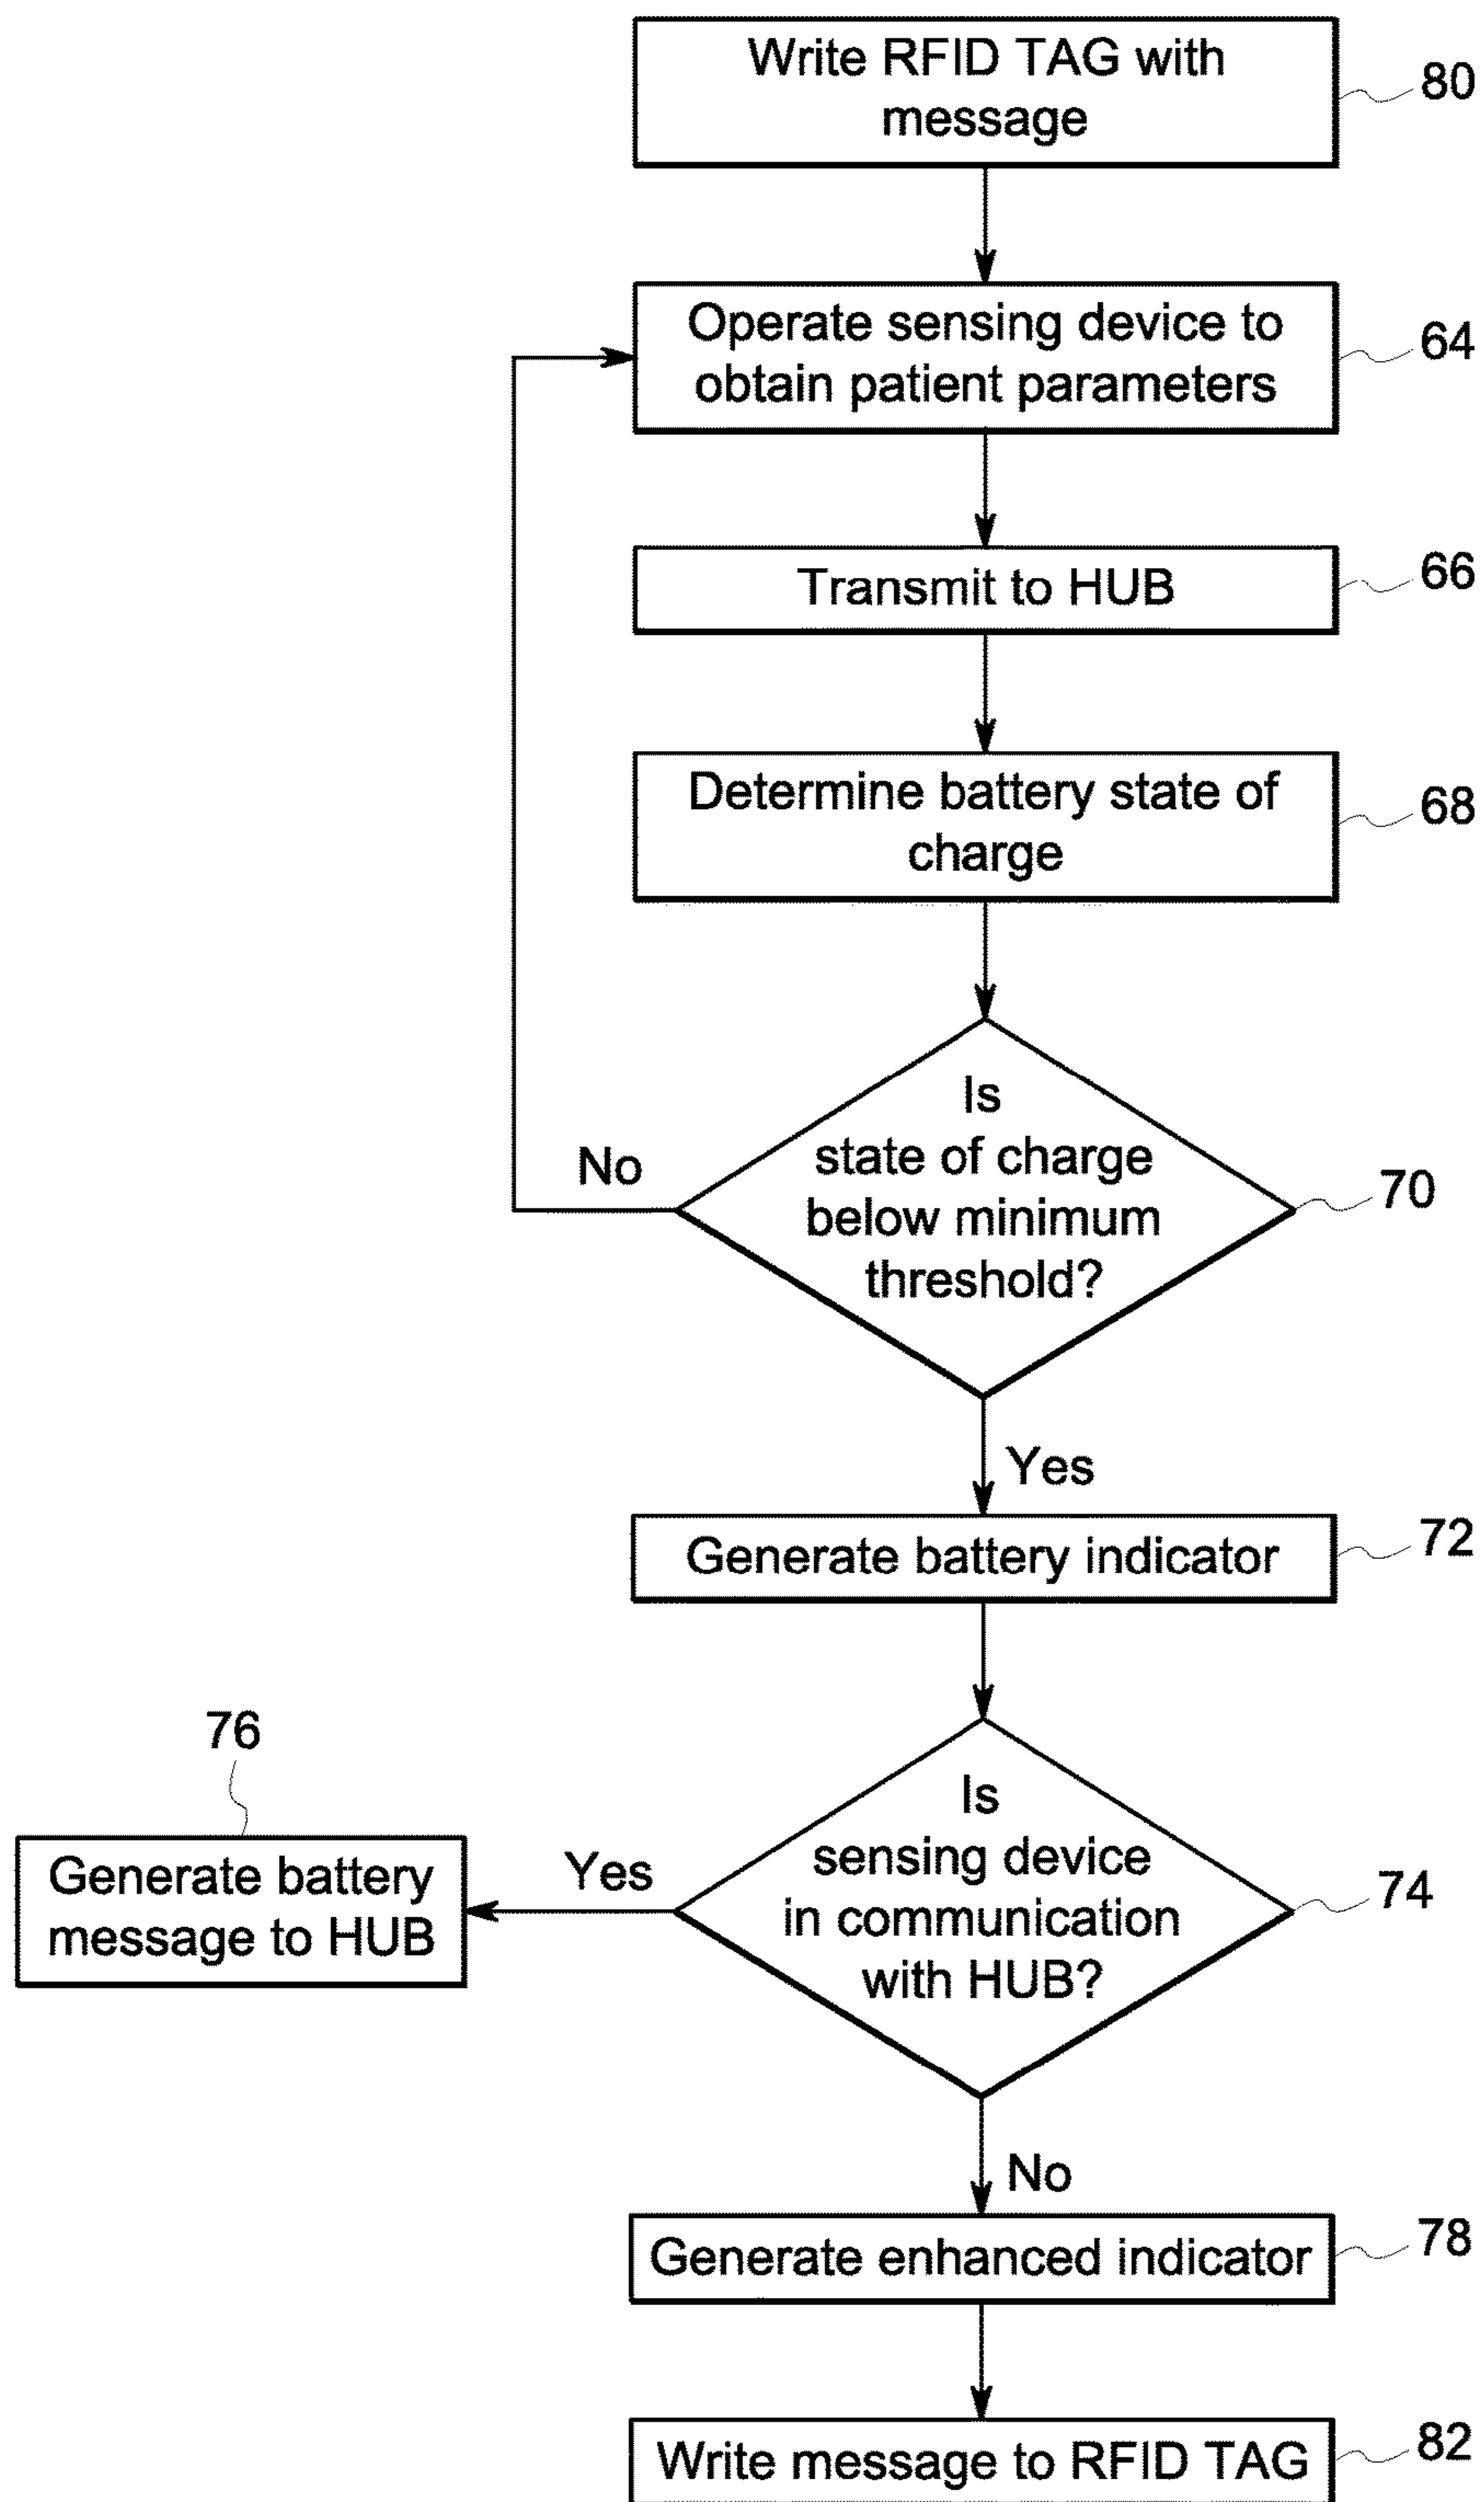 Write RFID TAG with
message
80
Operate sensing device to
obtain patient parameters
64
Transmit to HUB
66
Determine battery state of
charge
68
Is
state of charge
below minimum
threshold?
70
No
Yes
Generate battery indicator
72
Is
sensing device
in communication
with HUB?
74
Yes
76
Generate battery
message to HUB
No
Generate enhanced indicator
78
Write message to RFID TAG
82